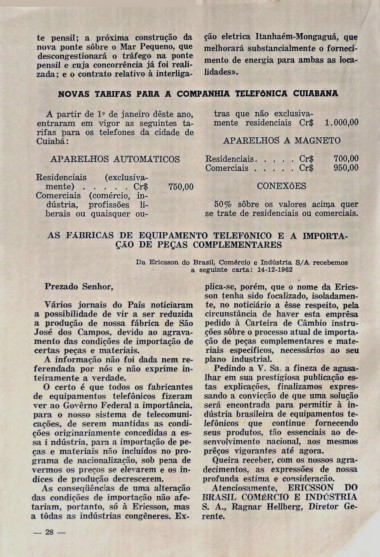 te pensil; a próxima construção da
nova ponte sôbre o Mar Pequeno, que
descongestionará o tráfego na ponte
pensil e cuja concorrência já foi reali-
zada; e o contrato relativo à interliga-
ção eletrica Itanhaém-Mongaguá, que
melhorará substancialmente o forneci-
mento de energia para ambas as loca-
lidades».
NOVAS TARIFAS PARA A COMPANHIA TELEFÔNICA CUIABANA
A partir de 1º de janeiro dêste ano,
entraram em vigor as seguintes ta-
rifas para os telefones da cidade de
Cuiabá:
APARELHOS AUTOMÁTICOS
Residências (exclusiva-
mente) . . . . . Cr$ 750,00
Comerciais (comércio, in-
dústria, profissões li-
berais ou quaisquer ou-
tras que não exclusiva-
mente residenciais Cr$ 1.000,00
APARELHOS A MAGNETO
Residenciais. . . . . Cr$ 700,00
Comerciais . . . . . Cr$ 950,00
CONEXÕES
50% sôbre os valores acima quer
se trate de residenciais ou comerciais.
AS FÁBRICAS DE EQUIPAMENTO TELEFÔNICO E A IMPORTA-
ÇÃO DE PEÇAS COMPLEMENTARES
Da Ericsson do Brasil, Comércio e Indústria S/A recebemos
a seguinte carta: 14-12-1962
Prezado Senhor,
Vários jornais do País noticiaram
a possibilidade de vir a ser reduzida
a produção de nossa fábrica de São
José dos Campos, devido ao agrava-
mento das condições de importação de
certas peças e materiais.
A informação não foi dada nem re-
ferendada por nós e não exprime in-
teiramente a verdade.
O certo é que todos os fabricantes
de equipamentos telefônicos fizeram
ver ao Govêrno Federal a importância,
para o nosso sistema de telecomuni-
cações, de serem mantidas as condi-
ções originariamente concedidas a es-
sa indústria, para a importação de pe-
ças e materiais não incluídos no pro-
grama de nacionalização, sob pena de
vermos os preços se elevarem e os índi-
ces de produção decrescerem.
As conseqüências de uma alteração
das condições de importação não afe-
tariam, portanto, só à Ericsson, mas
a tôdas as indústrias congêneres. Ex-
plica-se, porém, que o nome da Erics-
son tenha sido focalizado, isoladamen-
te, no noticiário a êsse respeito, pela
circunstância de haver esta emprêsa
pedido à Carteira de Câmbio instru-
ções sôbre o processo atual de importa-
ção de peças complementares e mate-
riais específicos, necessários ao seu
plano industrial.
Pedindo a V. Sa. a fineza de agasa-
lhar em sua prestigiosa publicação es-
tas explicações, finalizamos expres-
sando a convicção de que uma solução
será encontrada para permitir à in-
dústria brasileira de equipamentos te-
lefônicos que continue fornecendo
seus produtos, tão essenciais ao de-
senvolvimento nacional, aos mesmos
preços vigorantes até agora.
Queira receber, com os nossos agra-
decimentos, as expressões de nossa
profunda estima e consideração.
Atenciosamente, ERICSSON DO
BRASIL COMÉRCIO E INDÚSTRIA
S. A., Ragnar Hellberg, Diretor Ge-
rente.
— 28 —